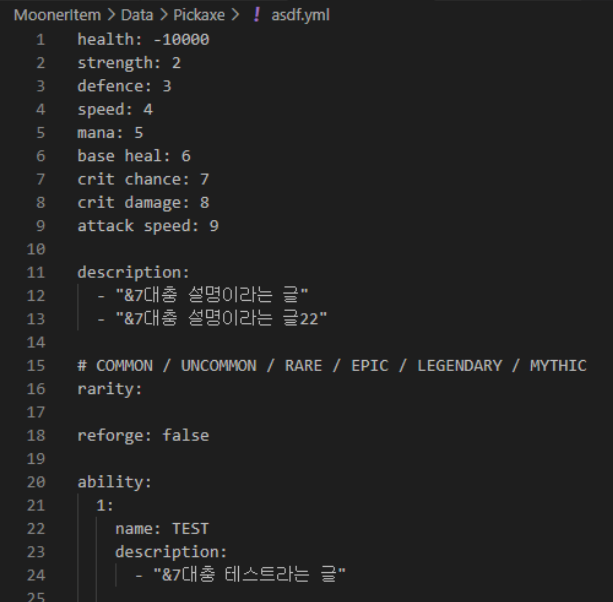 MoonerItem > Data > Pickaxe > ! asdf.yml
1 health: -10000
2 strength: 2
3 defence: 3
4 speed: 4
5 mana: 5
6 base heal: 6
7 crit chance: 7
8 crit damage: 8
9 attack speed: 9
10
11 description:
12 - "&7대충 설명이라는 글"
13 - "&7대충 설명이라는 글22"
14
15 # COMMON / UNCOMMON / RARE / EPIC / LEGENDARY / MYTHIC
16 rarity:
17
18 reforge: false
19
20 ability:
21 1:
22 name: TEST
23 description:
24 - "&7대충 테스트라는 글"
25